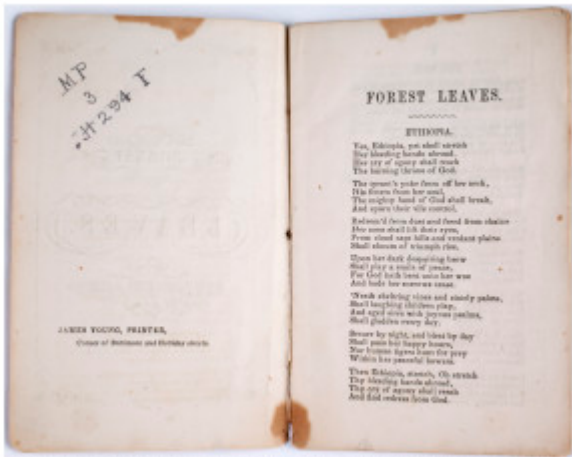 MP
3
.H294 F
JAMES YOUNG, PRINTER,
Corner of Baltimore and Holliday streets.
FOREST LEAVES.
ETHIOPIA.
Yes, Ethiopia, yet shall stretch
Her bleeding hands abroad,
Her cry of agony shall reach
The burning throne of God.
The tyrant's yoke from off her neck,
His fetters from her soul,
The mighty hand of God shall break,
And spurn their vile control.
Redeem'd from dust and freed from chains
Her sons shall lift their eyes,
From cloud capt hills and verdant plains
Shall shouts of triumph rise.
Upon her dark despairing brow
Shall play a smile of peace,
For God hath bent unto her woe
And bade her sorrows cease.
'Neath sheltring vines and stately palms,
Shall laughing children play,
And aged sires with joyous psalms,
Shall gladden every day.
Secure by night, and blest by day
Shall pass her happy hours,
Nor human tigers hunt for prey
Within her peaceful bowers.
Then Ethiopia, stretch, Oh stretch
Thy bleeding hands abroad,
Thy cry of agony shall reach
And find redress from God.